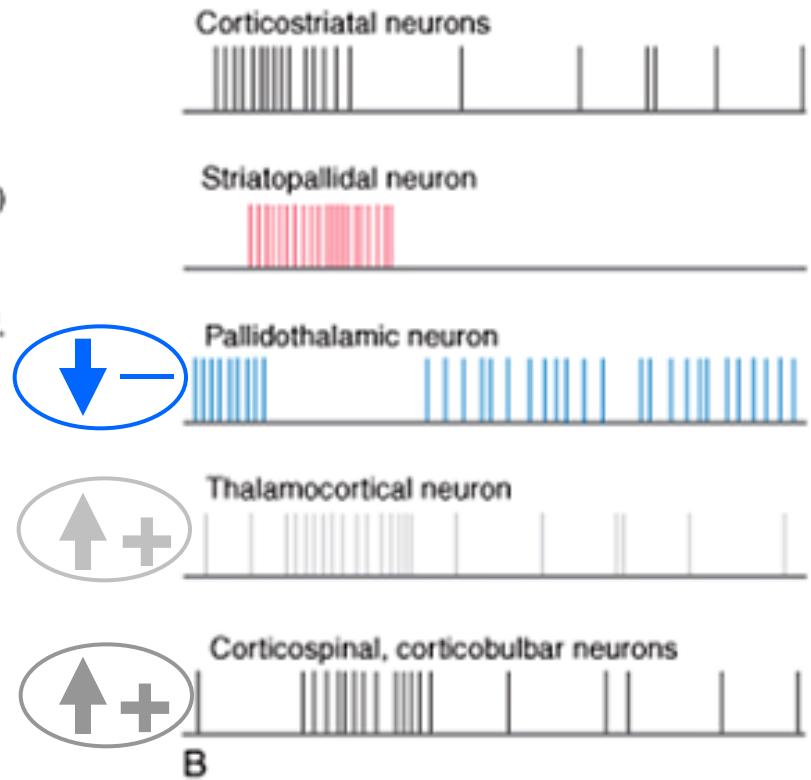 Corticostriatal neurons
Striatopallidal neuron
)
Pallidothalamic neuron
Thalamocortical neuron
Corticospinal, corticobulbar neurons
B